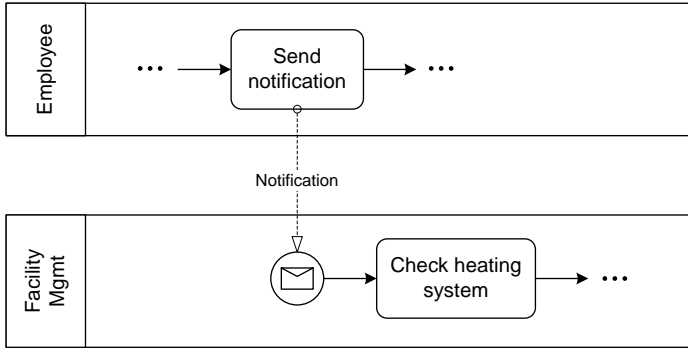 Employee
...
Send
notification
...
Notification
Facility
Mgmt
Check heating
system
...